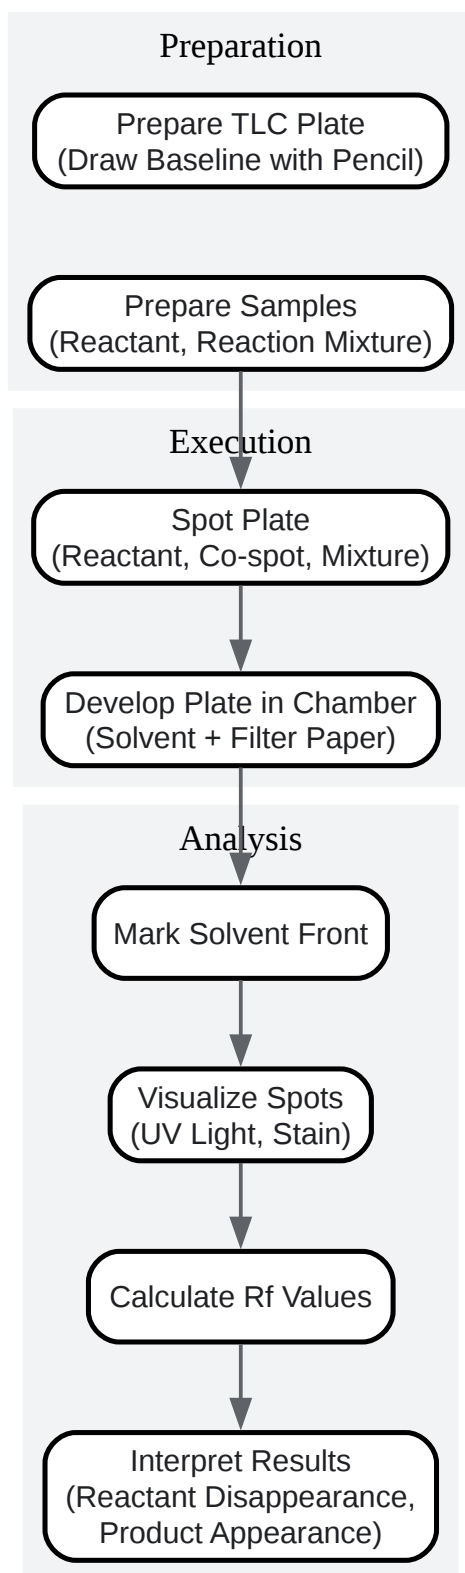 Preparation
Prepare TLC Plate
(Draw Baseline with Pencil)
Prepare Samples
(Reactant, Reaction Mixture)
Execution
Spot Plate
(Reactant, Co-spot, Mixture)
Develop Plate in Chamber
(Solvent + Filter Paper)
Analysis
Mark Solvent Front
Visualize Spots
(UV Light, Stain)
Calculate Rf Values
Interpret Results
(Reactant Disappearance,
Product Appearance)